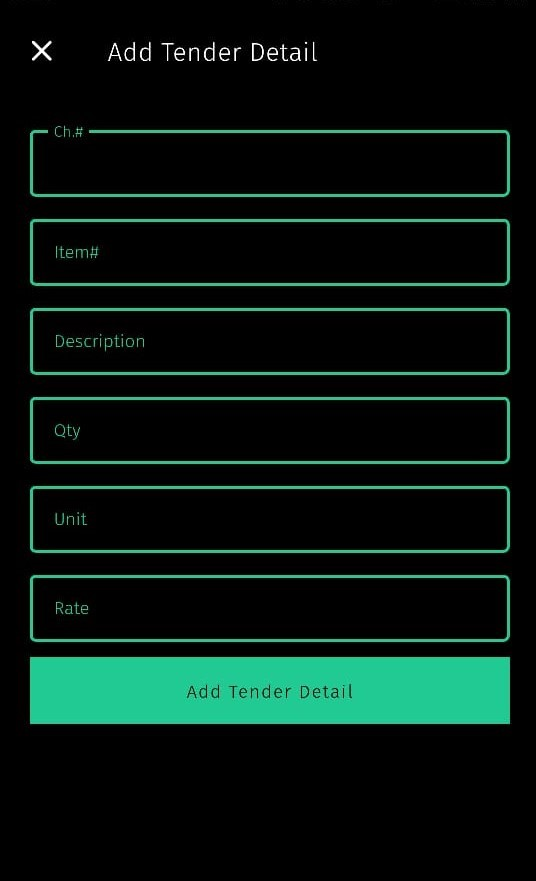 Add Tender Detail
Ch.#
Item#
Description
Qty
Unit
Rate
Add Tender Detail